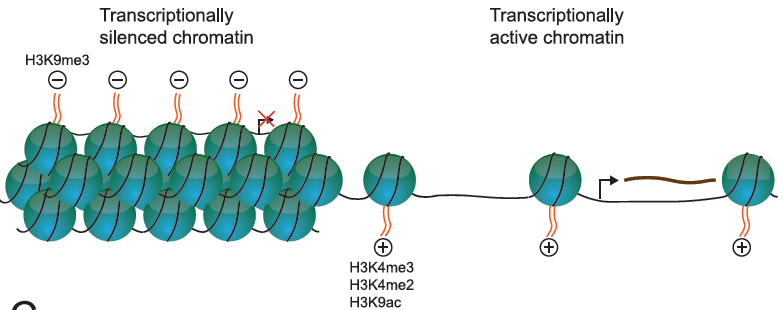 Transcriptionally
silenced chromatin
Transcriptionally
active chromatin
H3K9me3
− − − − −
+ + +
H3K4me3
H3K4me2
H3K9ac